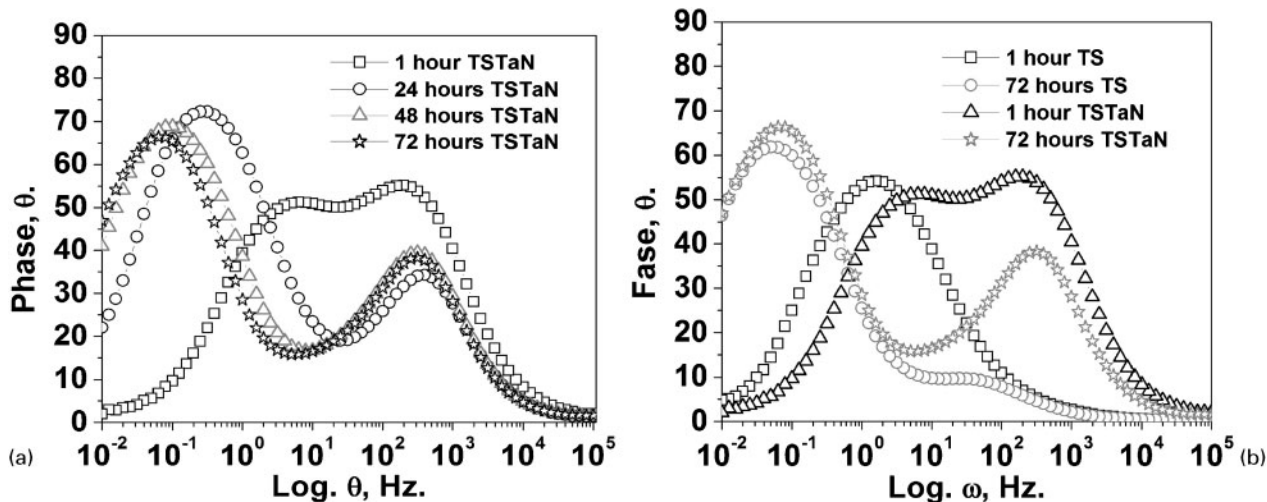 90
80
70
60
50
40
30
20
10
0
Phase, θ.
1 hour TSTaN
24 hours TSTaN
48 hours TSTaN
72 hours TSTaN
10-2 10-1 100 101 102 103 104 105
Log. θ, Hz.
(a)
90
80
70
60
50
40
30
20
10
0
Fase, θ.
1 hour TS
72 hours TS
1 hour TSTaN
72 hours TSTaN
10-2 10-1 100 101 102 103 104 105
Log. ω, Hz.
(b)